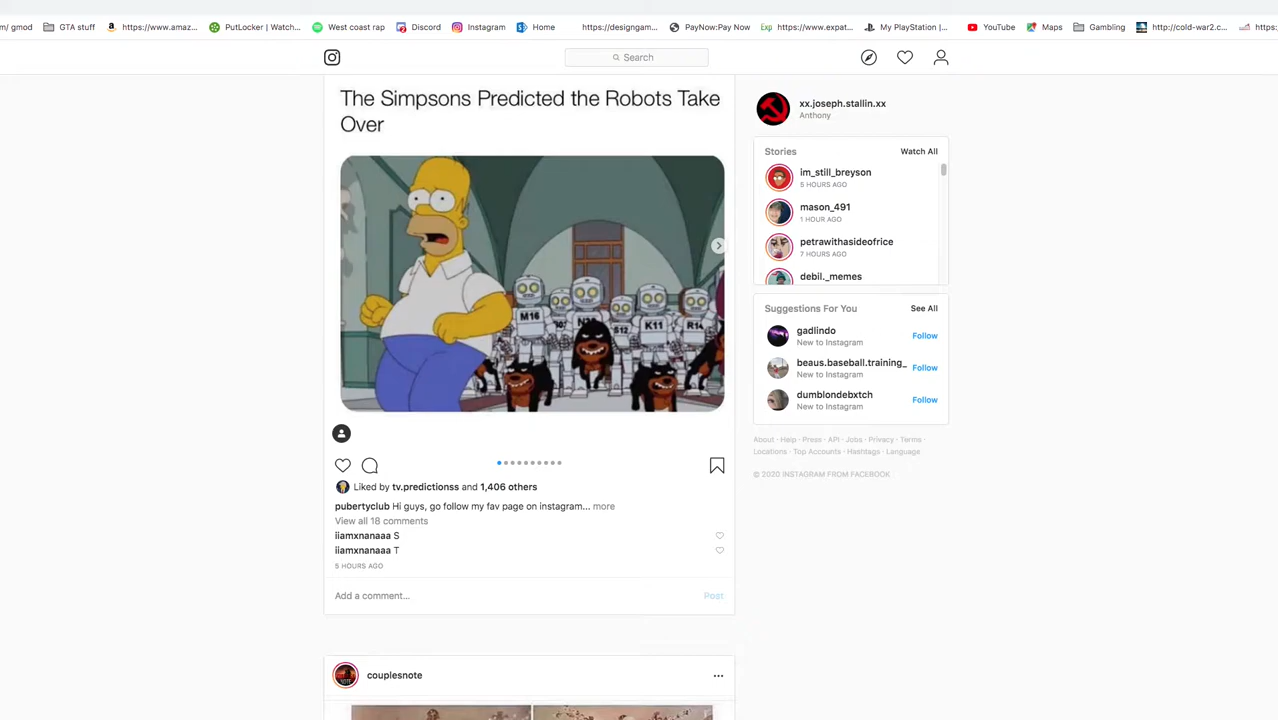 m/ gmod GTA stuff https://www.amaz... PutLocker | Watch... West coast rap Discord Instagram Home https://designgam... PayNow:Pay Now Exp https://www.expat... My PlayStation |... YouTube Maps Gambling http://cold-war2.c... https:
Search
The Simpsons Predicted the Robots Take
Over
M16
K11
R14
S12
Liked by tv.predictionss and 1,406 others
pubertyclub Hi guys, go follow my fav page on instagram... more
View all 18 comments
iiamxnanaaa S
iiamxnanaaa T
5 HOURS AGO
Add a comment... Post
couplesnote
xx.joseph.stallin.xx
Anthony
Stories Watch All
im_still_breyson
5 HOURS AGO
mason_491
1 HOUR AGO
petrawithasideofrice
7 HOURS AGO
debil._memes
Suggestions For You See All
gadlindo
New to Instagram
Follow
beaus.baseball.training_
New to Instagram
Follow
dumblondebxtch
New to Instagram
Follow
About · Help · Press · API · Jobs · Privacy · Terms ·
Locations · Top Accounts · Hashtags · Language
© 2020 INSTAGRAM FROM FACEBOOK